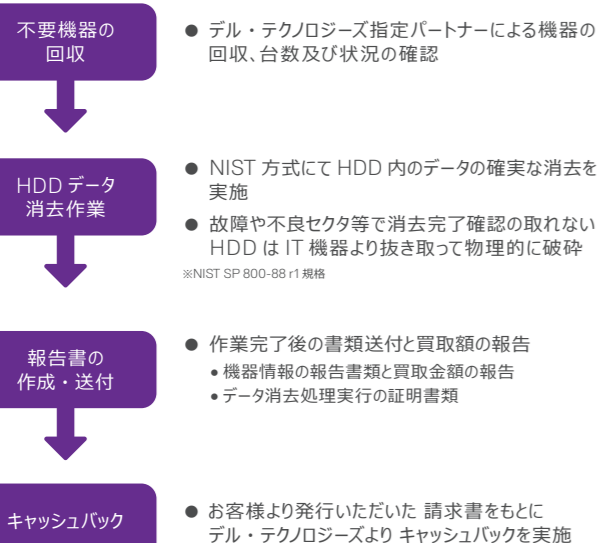 不要機器の
回収
● デル・テクノロジーズ指定パートナーによる機器の
回収、台数及び状況の確認
HDD データ
消去作業
● NIST 方式にて HDD 内のデータの確実な消去を
実施
● 故障や不良セクタ等で消去完了確認の取れない
HDD は IT 機器より抜き取って物理的に破砕
※NIST SP 800-88 r1 規格
報告書の
作成・送付
● 作業完了後の書類送付と買取額の報告
• 機器情報の報告書類と買取金額の報告
• データ消去処理実行の証明書類
キャッシュバック
● お客様より発行いただいた 請求書をもとに
デル・テクノロジーズより キャッシュバックを実施